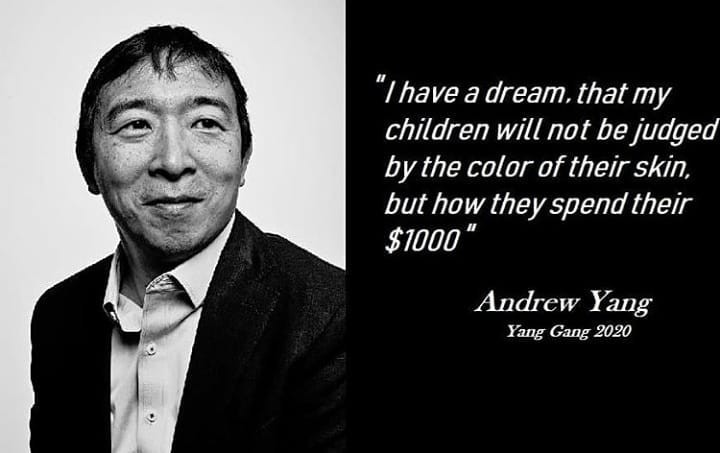 "I have a dream, that my
children will not be judged
by the color of their skin,
but how they spend their
$1000"
Andrew Yang
Yang Gang 2020